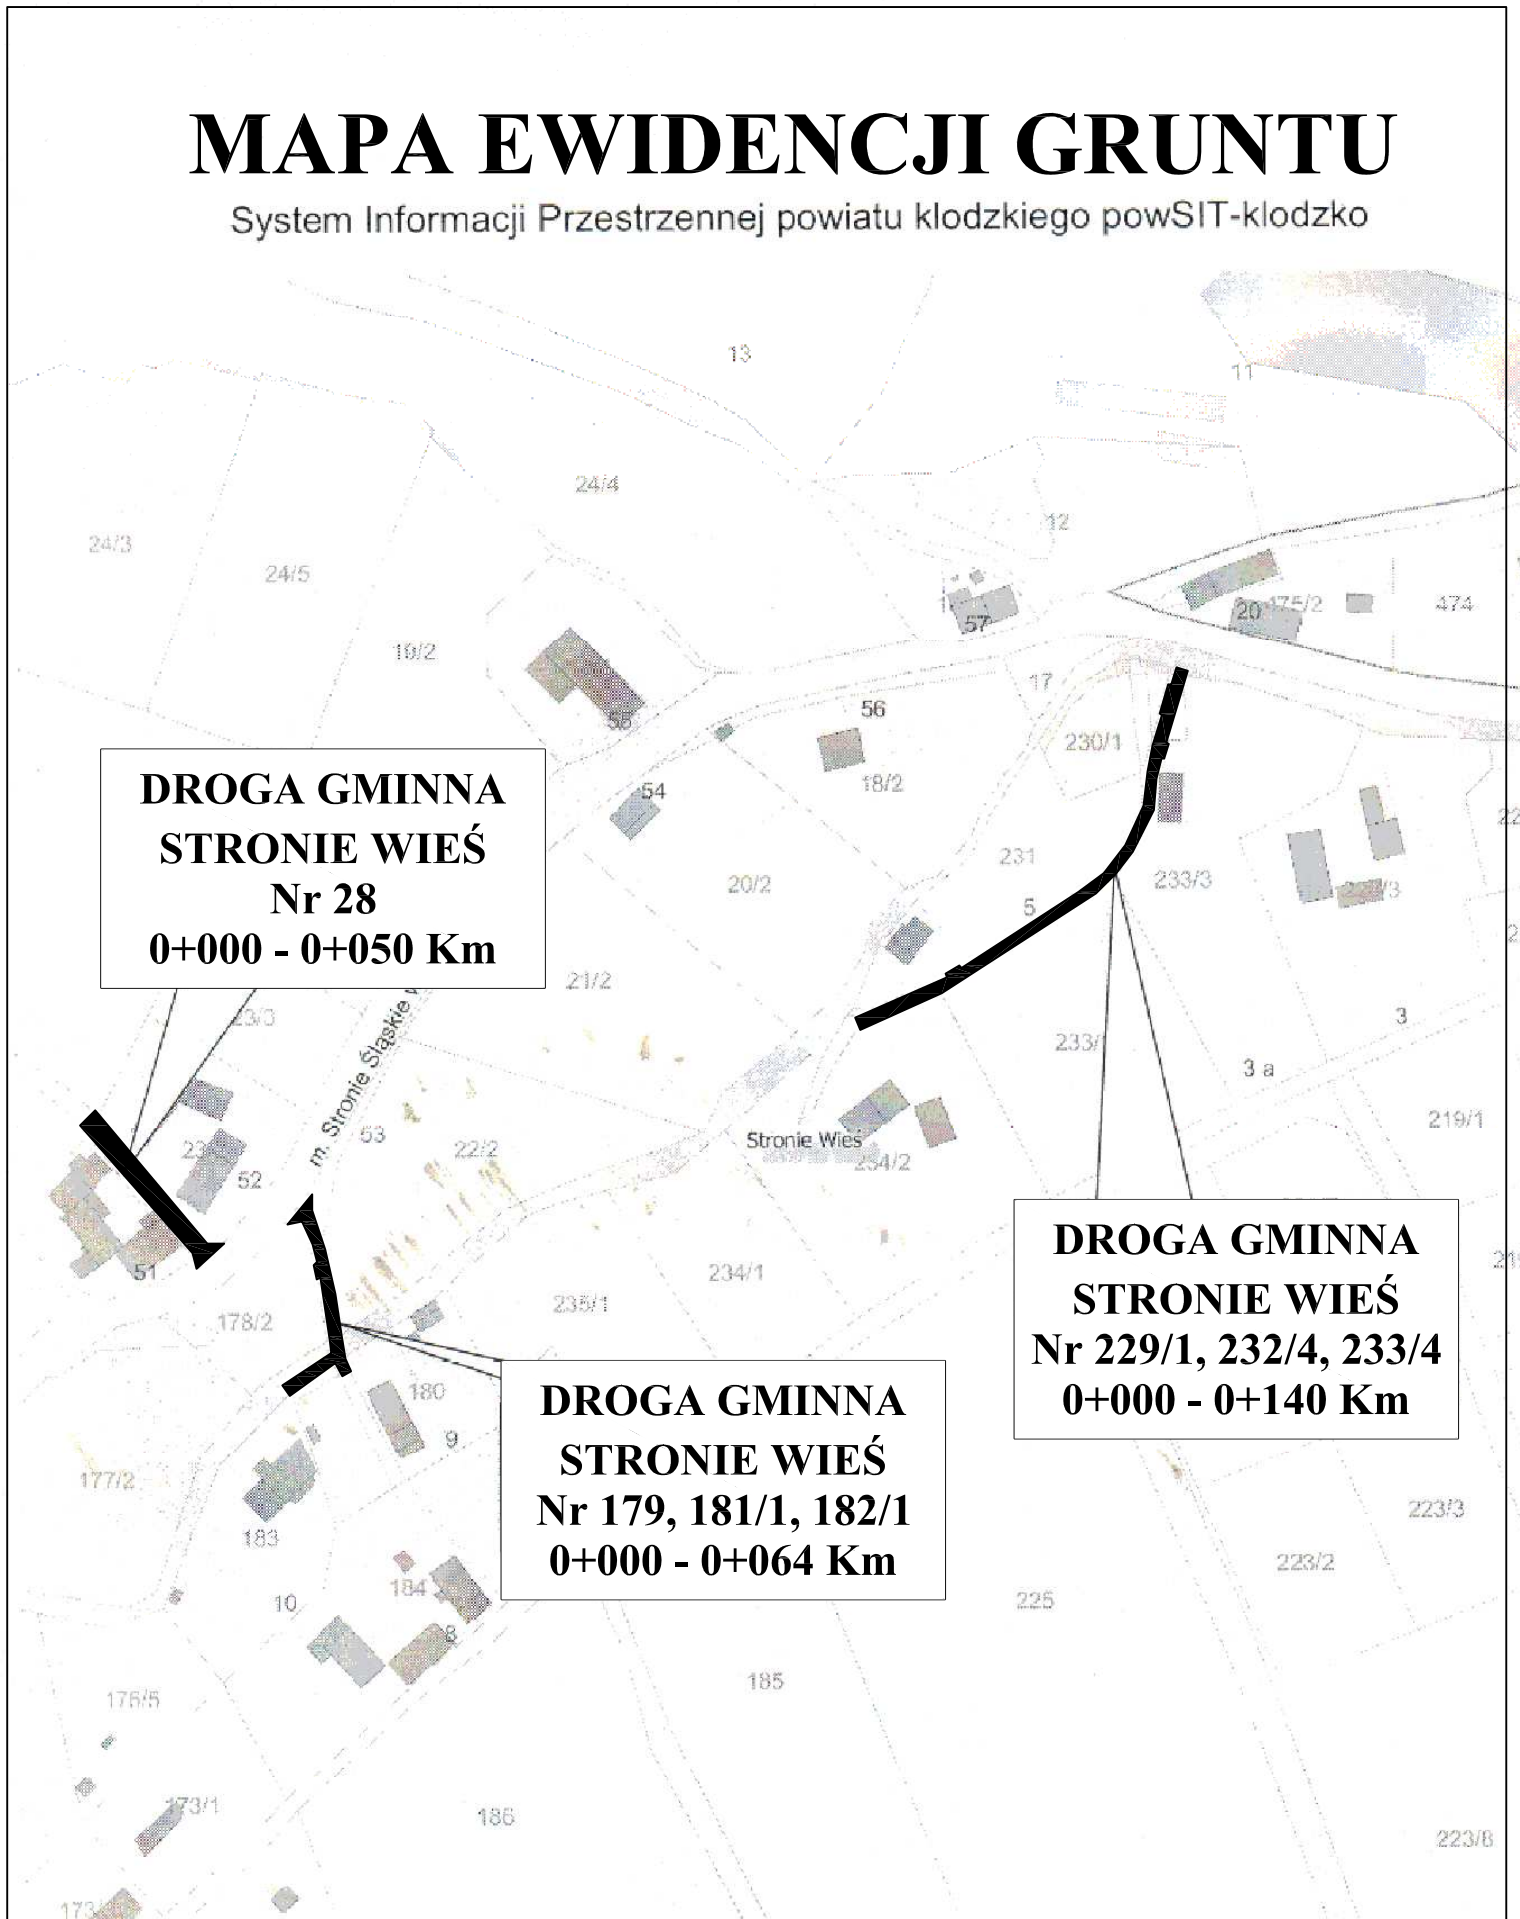 MAPA EWIDENCJI GRUNTU
System Informacji Przestrzennej powiatu klodzkiego powSIT-klodzko
13
11
24/4
12
24/3
24/5
57
20
474
19/2
17
56
55
230/1
18/2
54
DROGA GMINNA
STRONIE WIEŚ
Nr 28
0+000 - 0+050 Km
231
233/3
20/2
5
21/2
3
233/
3 a
m. Stronie Śląskie
53
219/1
22/2
Stronie Wieś
234/2
52
51
234/1
235/1
178/2
DROGA GMINNA
STRONIE WIEŚ
Nr 229/1, 232/4, 233/4
0+000 - 0+140 Km
180
9
DROGA GMINNA
STRONIE WIEŚ
Nr 179, 181/1, 182/1
0+000 - 0+064 Km
177/2
183
223/3
223/2
184
10
225
8
185
176/5
173/1
186
223/8